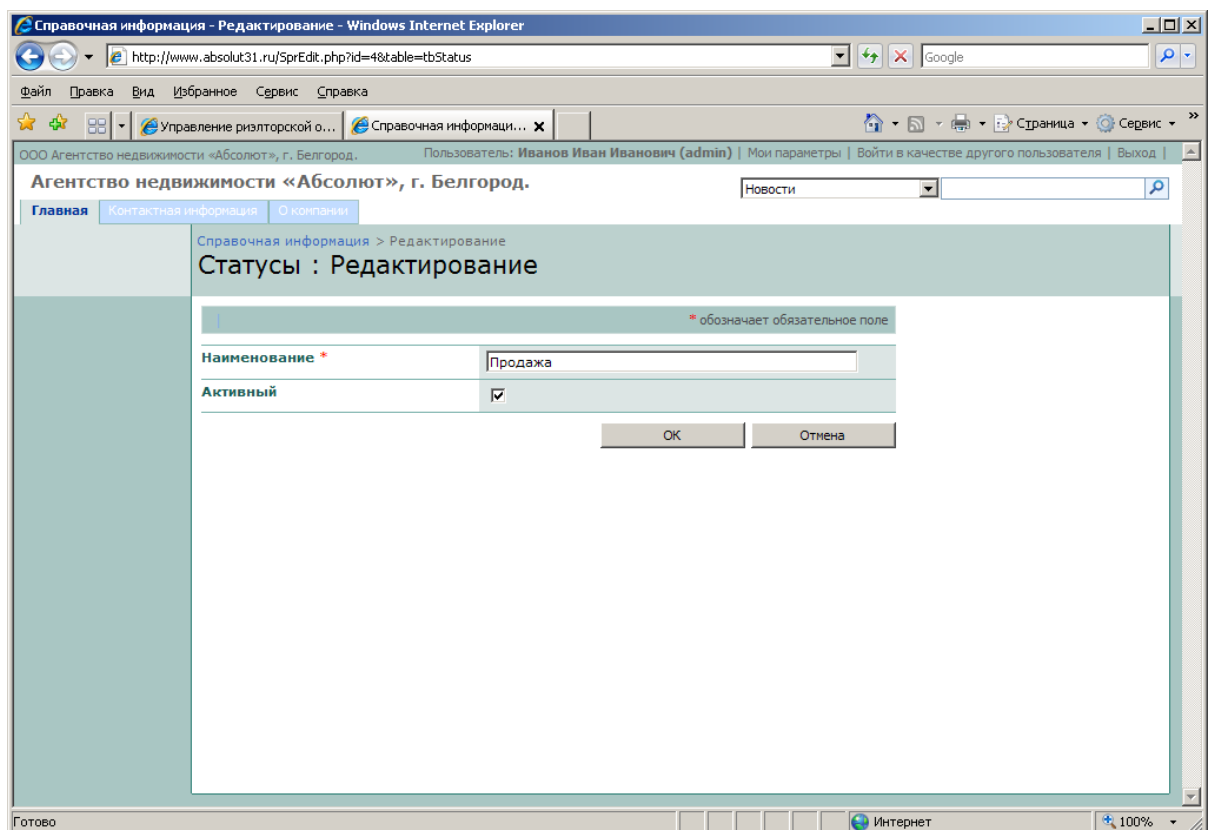 Справочная информация - Редактирование - Windows Internet Explorer
http://www.absolut31.ru/SprEdit.php?id=4&table=tbStatus Google
Файл Правка Вид Избранное Сервис Справка
Управление риэлторской о... Справочная информаци... Страница Сервис »
ООО Агентство недвижимости «Абсолют», г. Белгород. Пользователь: Иванов Иван Иванович (admin) | Мои параметры | Войти в качестве другого пользователя | Выход |
Агентство недвижимости «Абсолют», г. Белгород. Новости
Главная Контактная информация О компании
Справочная информация > Редактирование
Статусы : Редактирование
| * обозначает обязательное поле
Наименование * Продажа
Активный
ОК Отмена
Готово Интернет 100%